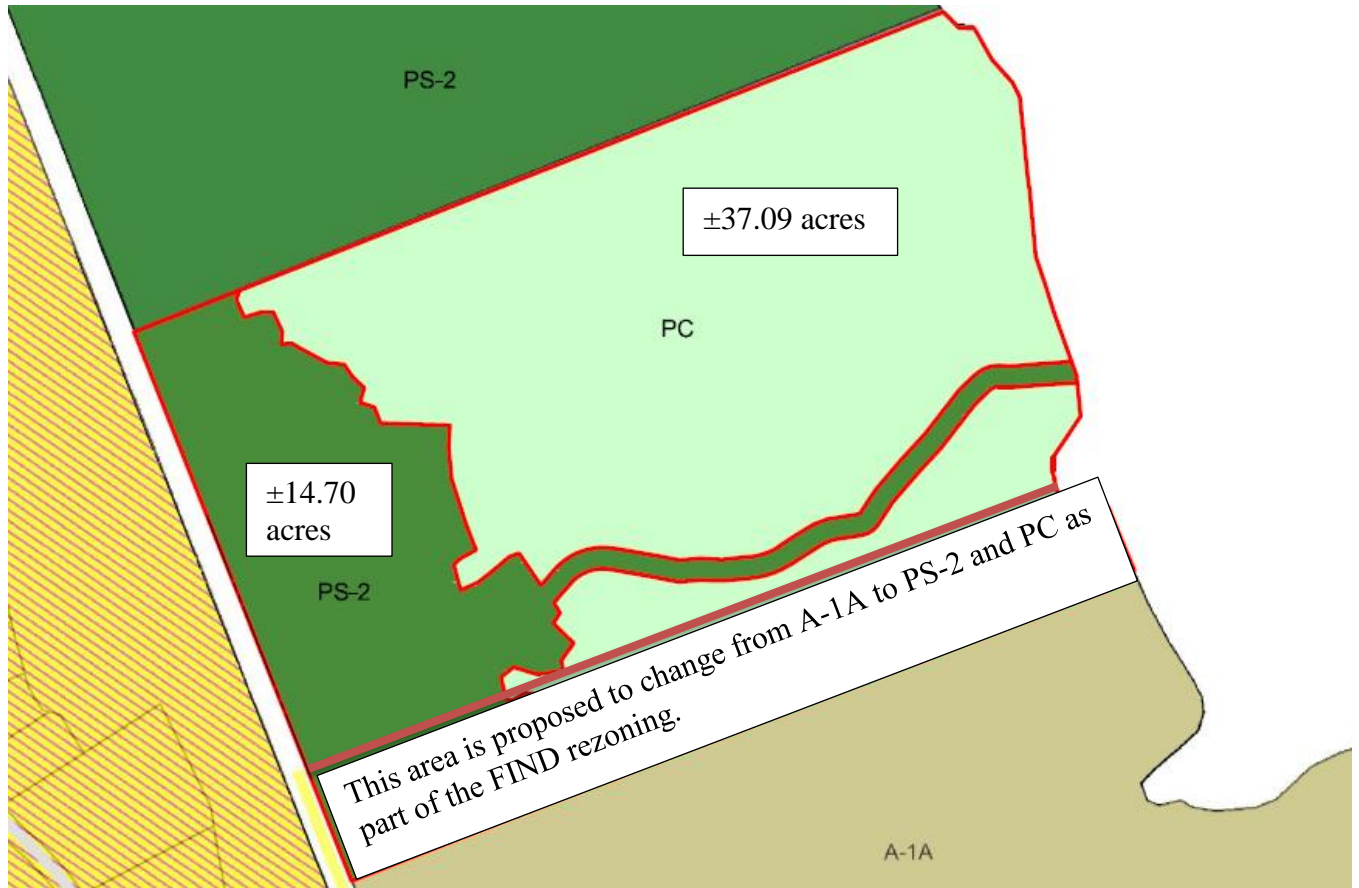 PS-2
±37.09 acres
PC
±14.70
acres
PS-2
This area is proposed to change from A-1A to PS-2 and PC as
part of the FIND rezoning.
A-1A